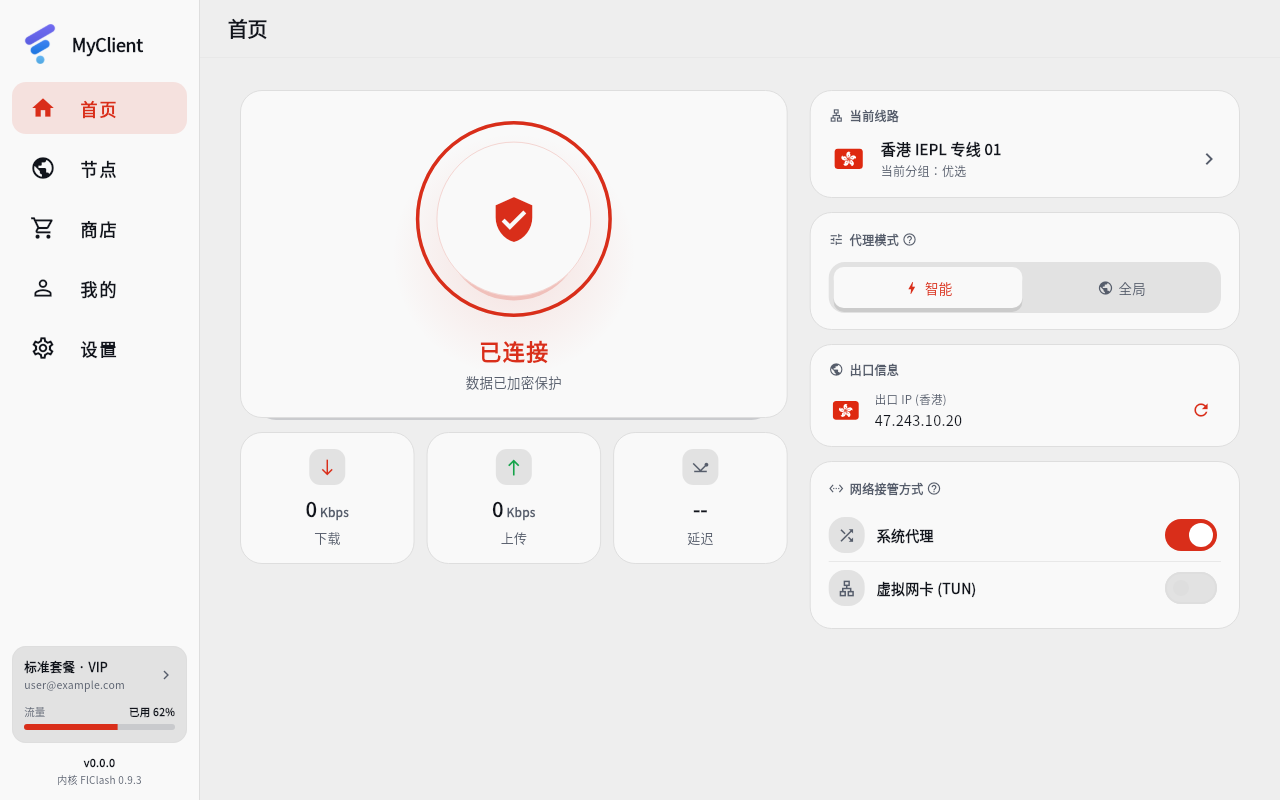 MyClient
首页
节点
商店
我的
设置
标准套餐 · VIP
user@example.com
流量 已用 62%
v0.0.0
内核 FlClash 0.9.3
首页
已连接
数据已加密保护
0 Kbps
下载
0 Kbps
上传
--
延迟
当前线路
香港 IEPL 专线 01
当前分组：优选
代理模式
智能
全局
出口信息
出口 IP (香港)
47.243.10.20
网络接管方式
系统代理
虚拟网卡 (TUN)